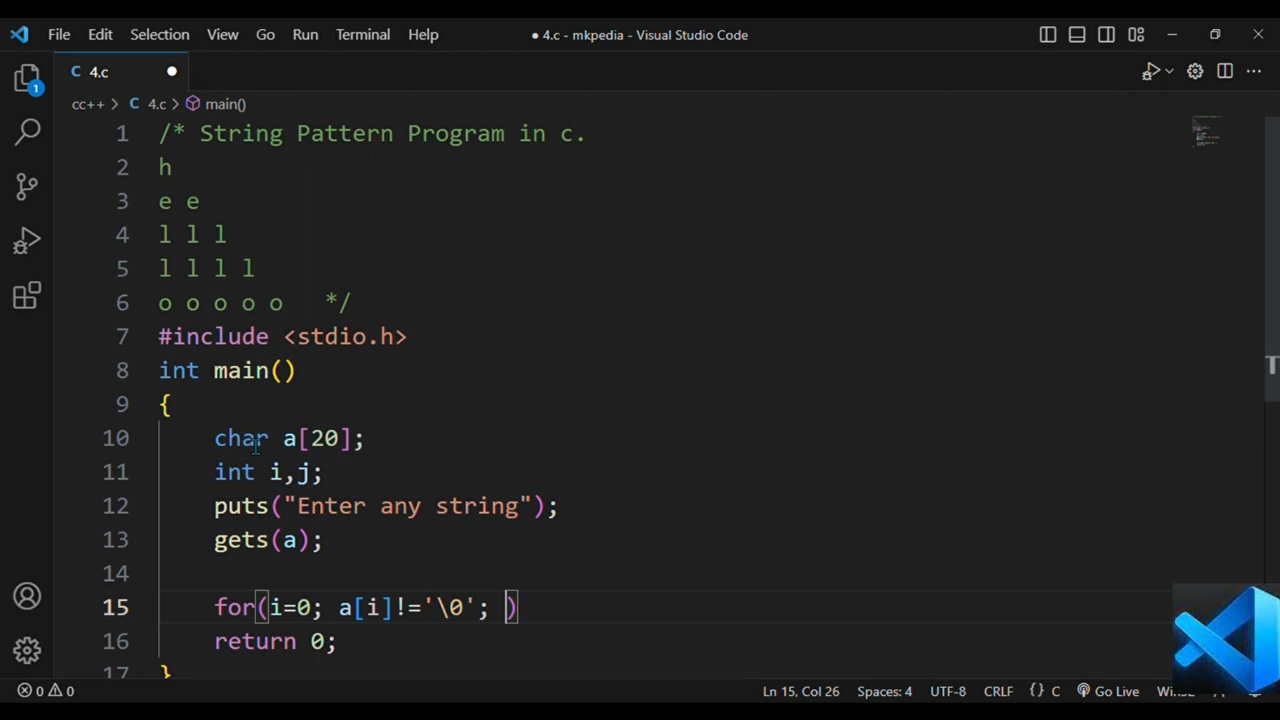 File Edit Selection View Go Run Terminal Help ● 4.c - mkpedia - Visual Studio Code
C 4.c
cc++ > C 4.c > main()
1 /* String Pattern Program in c.
2 h
3 e e
4 l l l
5 l l l l
6 o o o o o */
7 #include <stdio.h>
8 int main()
9 {
10 char a[20];
11 int i,j;
12 puts("Enter any string");
13 gets(a);
14
15 for(i=0; a[i]!='\0'; )
16 return 0;
17 }
1
0 0 Ln 15, Col 26 Spaces: 4 UTF-8 CRLF {} C Go Live